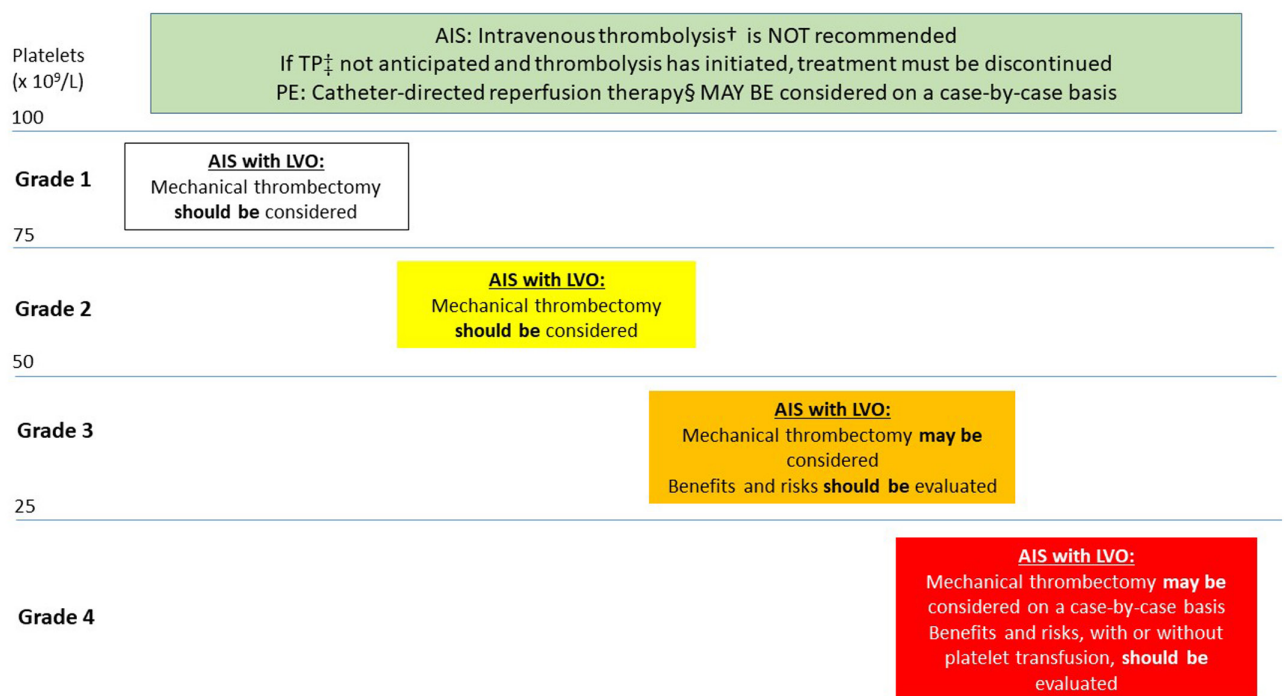 AIS: Intravenous thrombolysis† is NOT recommended
If TP‡ not anticipated and thrombolysis has initiated, treatment must be discontinued
PE: Catheter-directed reperfusion therapy§ MAY BE considered on a case-by-case basis
Platelets
(x 10⁹/L)
100
Grade 1
AIS with LVO:
Mechanical thrombectomy
should be considered
75
Grade 2
AIS with LVO:
Mechanical thrombectomy
should be considered
50
Grade 3
AIS with LVO:
Mechanical thrombectomy may be
considered
Benefits and risks should be evaluated
25
Grade 4
AIS with LVO:
Mechanical thrombectomy may be
considered on a case-by-case basis
Benefits and risks, with or without
platelet transfusion, should be
evaluated